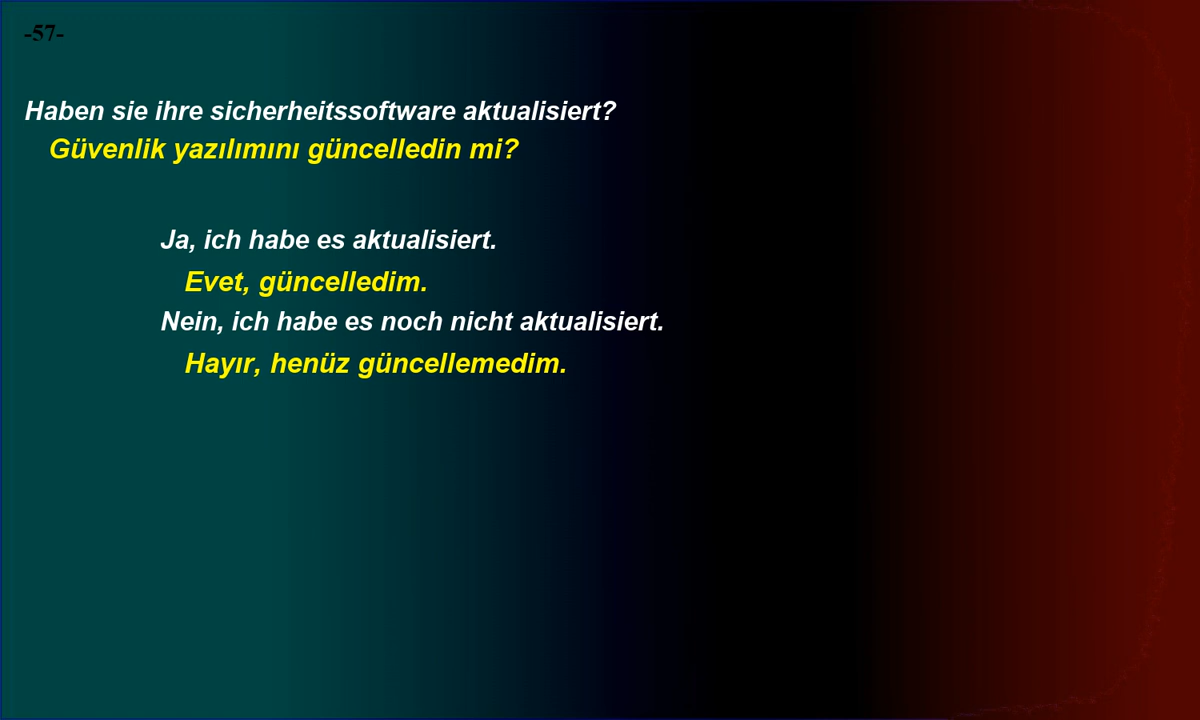 -57-
Haben sie ihre sicherheitssoftware aktualisiert?
Güvenlik yazılımını güncelledin mi?
Ja, ich habe es aktualisiert.
Evet, güncelledim.
Nein, ich habe es noch nicht aktualisiert.
Hayır, henüz güncellemedim.